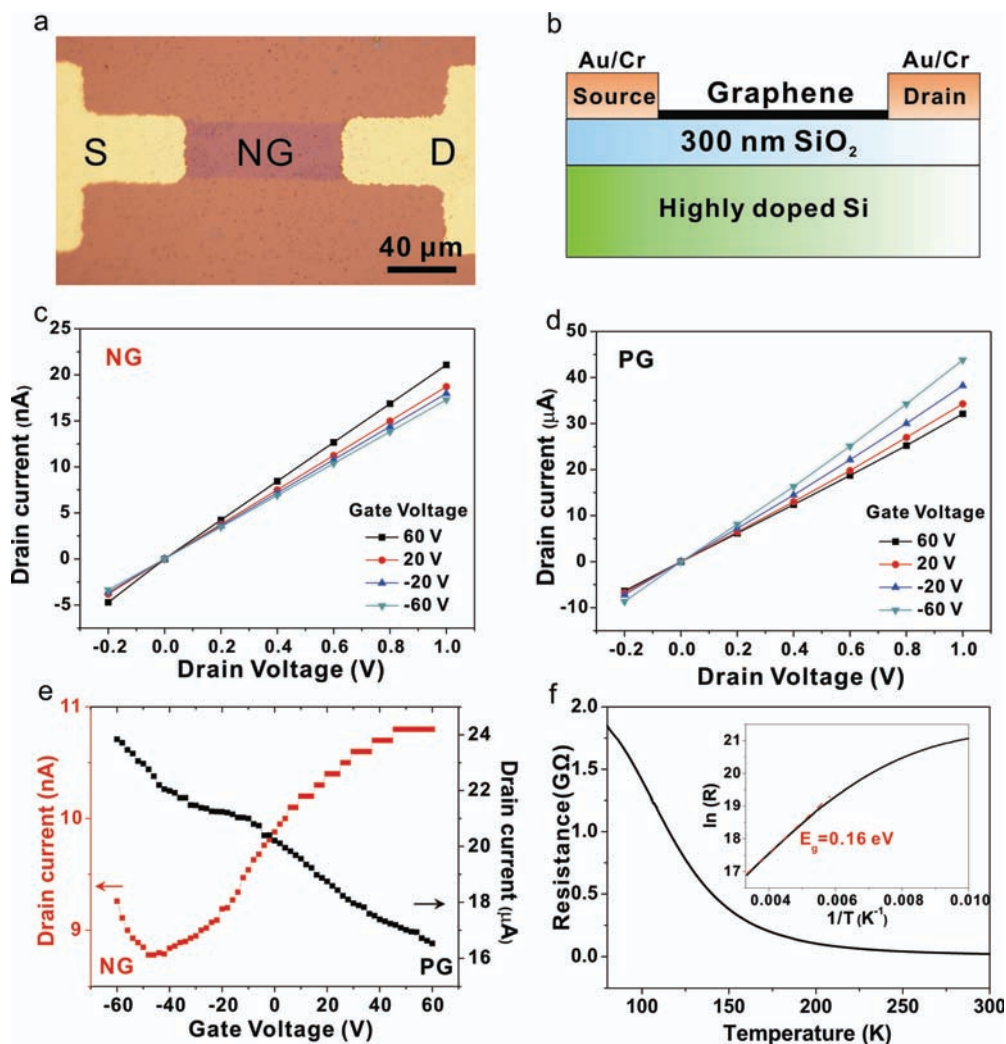 a
S
NG
D
40 μm
b
Au/Cr
Au/Cr
Source
Graphene
Drain
300 nm SiO₂
Highly doped Si
c
NG
25
20
15
10
5
0
-5
Drain current (nA)
-0.2 0.0 0.2 0.4 0.6 0.8 1.0
Drain Voltage (V)
Gate Voltage
60 V
20 V
-20 V
-60 V
d
PG
50
40
30
20
10
0
-10
Drain current (μA)
-0.2 0.0 0.2 0.4 0.6 0.8 1.0
Drain Voltage (V)
Gate Voltage
60 V
20 V
-20 V
-60 V
e
11
10
9
Drain current (nA)
NG
PG
24
22
20
18
16
Drain current (μA)
-60 -40 -20 0 20 40 60
Gate Voltage (V)
f
2.0
1.5
1.0
0.5
0.0
Resistance(GΩ)
100 150 200 250 300
Temperature (K)
21
20
19
18
17
ln (R)
E_g=0.16 eV
0.004 0.006 0.008 0.010
1/T (K⁻¹)